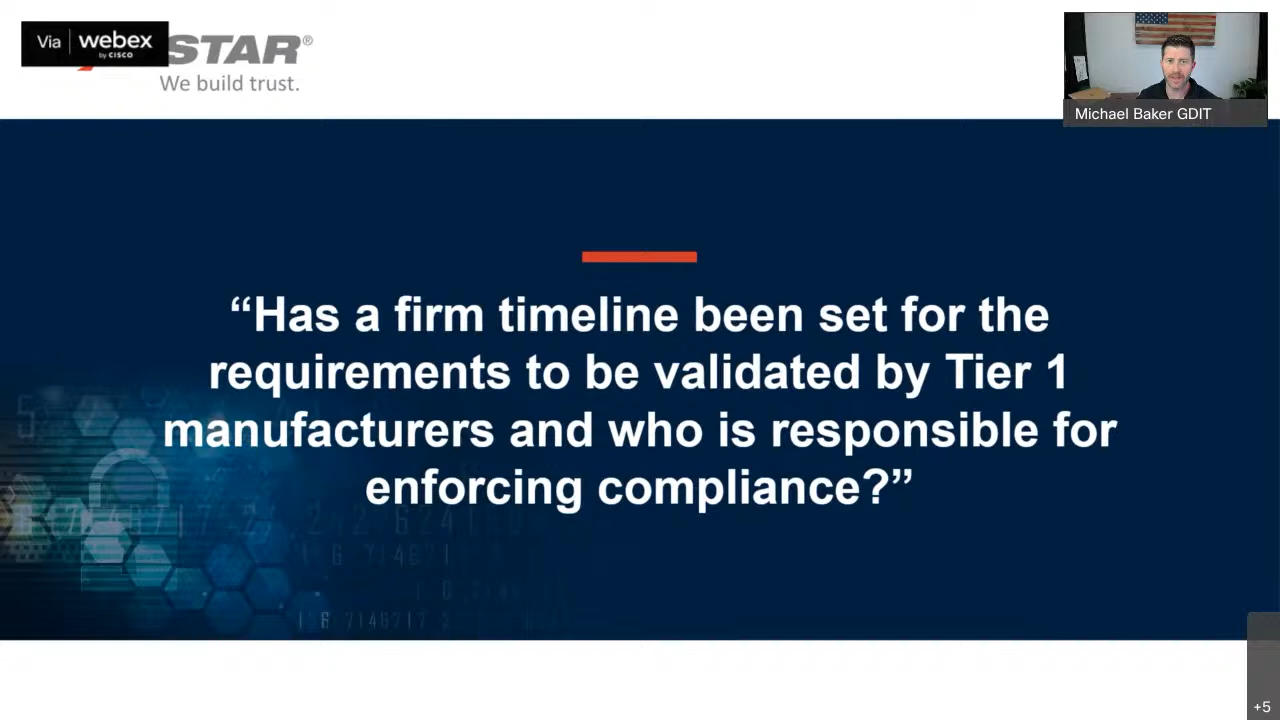 Via webex
by CISCO
STAR®
We build trust.
Michael Baker GDIT
“Has a firm timeline been set for the
requirements to be validated by Tier 1
manufacturers and who is responsible for
enforcing compliance?”
+5